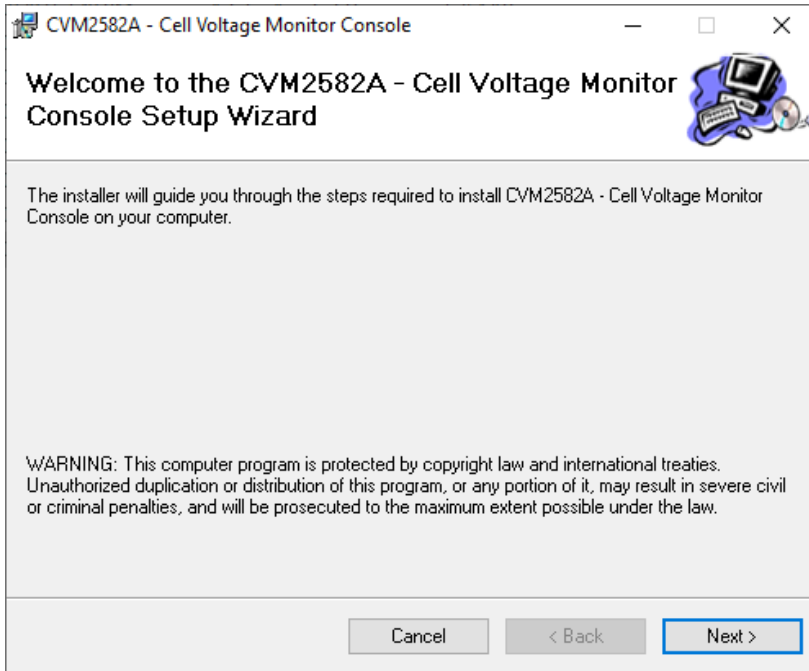 CVM2582A - Cell Voltage Monitor Console
Welcome to the CVM2582A - Cell Voltage Monitor
Console Setup Wizard
The installer will guide you through the steps required to install CVM2582A - Cell Voltage Monitor
Console on your computer.
WARNING: This computer program is protected by copyright law and international treaties.
Unauthorized duplication or distribution of this program, or any portion of it, may result in severe civil
or criminal penalties, and will be prosecuted to the maximum extent possible under the law.
Cancel < Back Next >